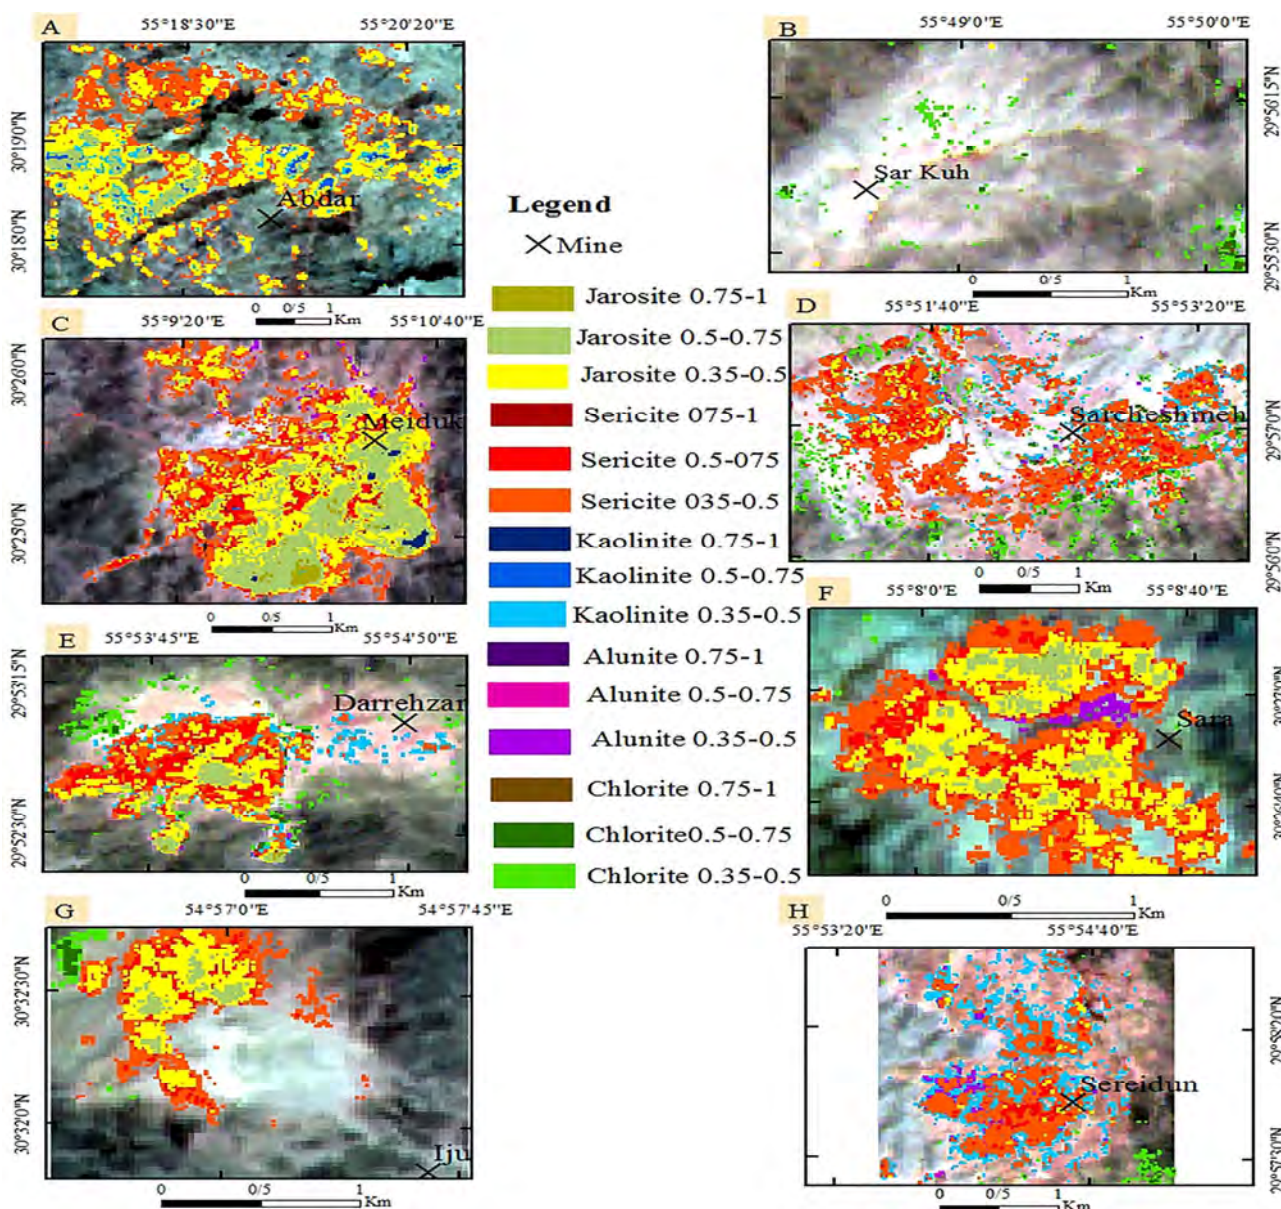 A
55°18'30"E 55°20'20"E
30°19'0"N
30°18'0"N
Abdar
0 0/5 1
Km
B
55°49'0"E 55°50'0"E
29°56'15"N
29°55'30"N
Sar Kuh
0 0/5 1
Km
Legend
Mine
Jarosite 0.75-1
Jarosite 0.5-0.75
Jarosite 0.35-0.5
Sericite 075-1
Sericite 0.5-075
Sericite 035-0.5
Kaolinite 0.75-1
Kaolinite 0.5-0.75
Kaolinite 0.35-0.5
Alunite 0.75-1
Alunite 0.5-0.75
Alunite 0.35-0.5
Chlorite 0.75-1
Chlorite0.5-0.75
Chlorite 0.35-0.5
C
55°9'20"E 55°10'40"E
30°26'0"N
30°25'0"N
Meiduk
0 0/5 1
Km
D
55°51'40"E 55°53'20"E
29°57'0"N
29°56'0"N
Sarcheshmeh
0 0/5 1
Km
E
55°53'45"E 55°54'50"E
29°53'15"N
29°52'30"N
Darrehzar
0 0/5 1
Km
F
55°8'0"E 55°8'40"E
Sara
0 0/5 1
Km
G
54°57'0"E 54°57'45"E
30°32'30"N
30°32'0"N
Iju
0 0/5 1
Km
H
55°53'20"E 55°54'40"E
Sereidun
0 0/5 1
Km